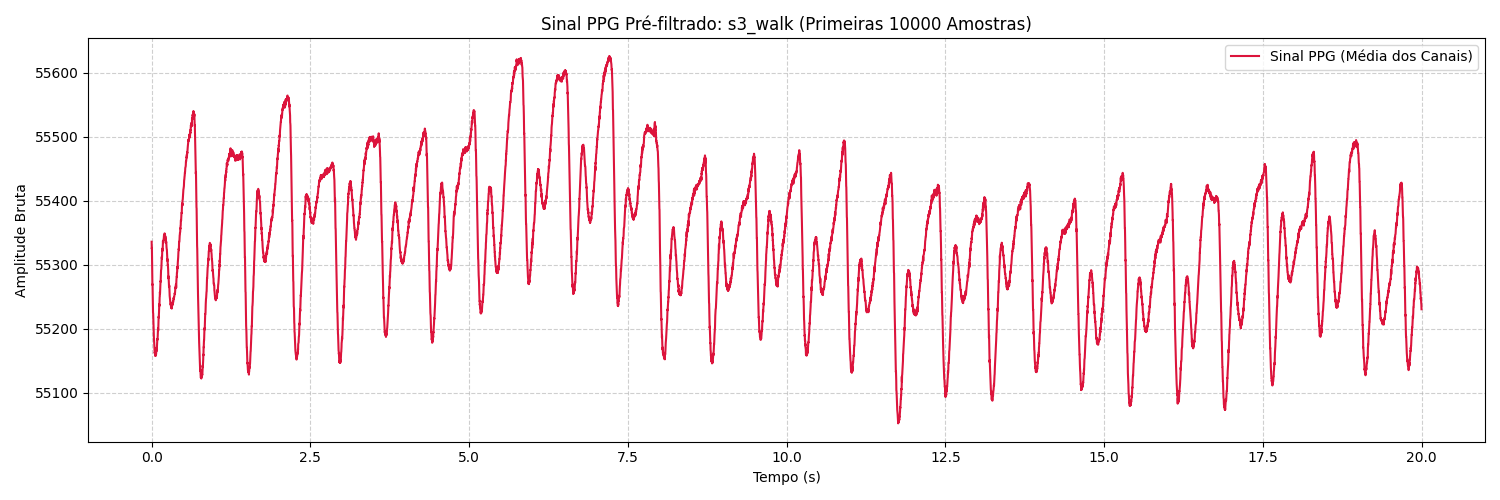 Sinal PPG Pré-filtrado: s3_walk (Primeiras 10000 Amostras)
Sinal PPG (Média dos Canais)
Amplitude Bruta
55600
55500
55400
55300
55200
55100
0.0 2.5 5.0 7.5 10.0 12.5 15.0 17.5 20.0
Tempo (s)